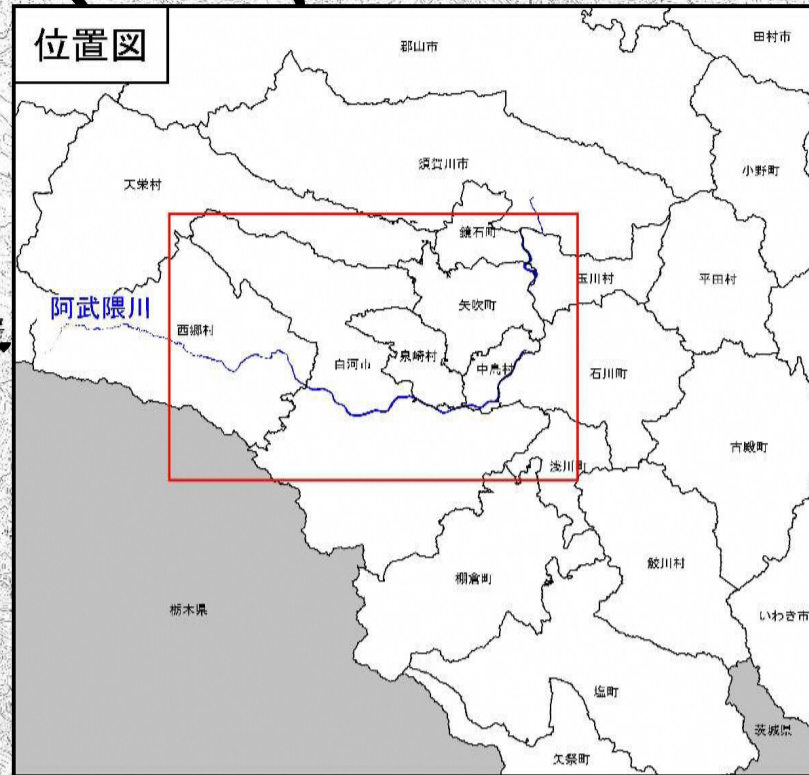 位置図
郡山市
田村市
須賀川市
小野町
天栄村
鏡石町
玉川村
平田村
矢吹町
阿武隈川
西郷村
白河市
泉崎村
中島村
石川町
古殿町
浅川町
棚倉町
鮫川村
栃木県
いわき市
塙町
茨城県
矢祭町